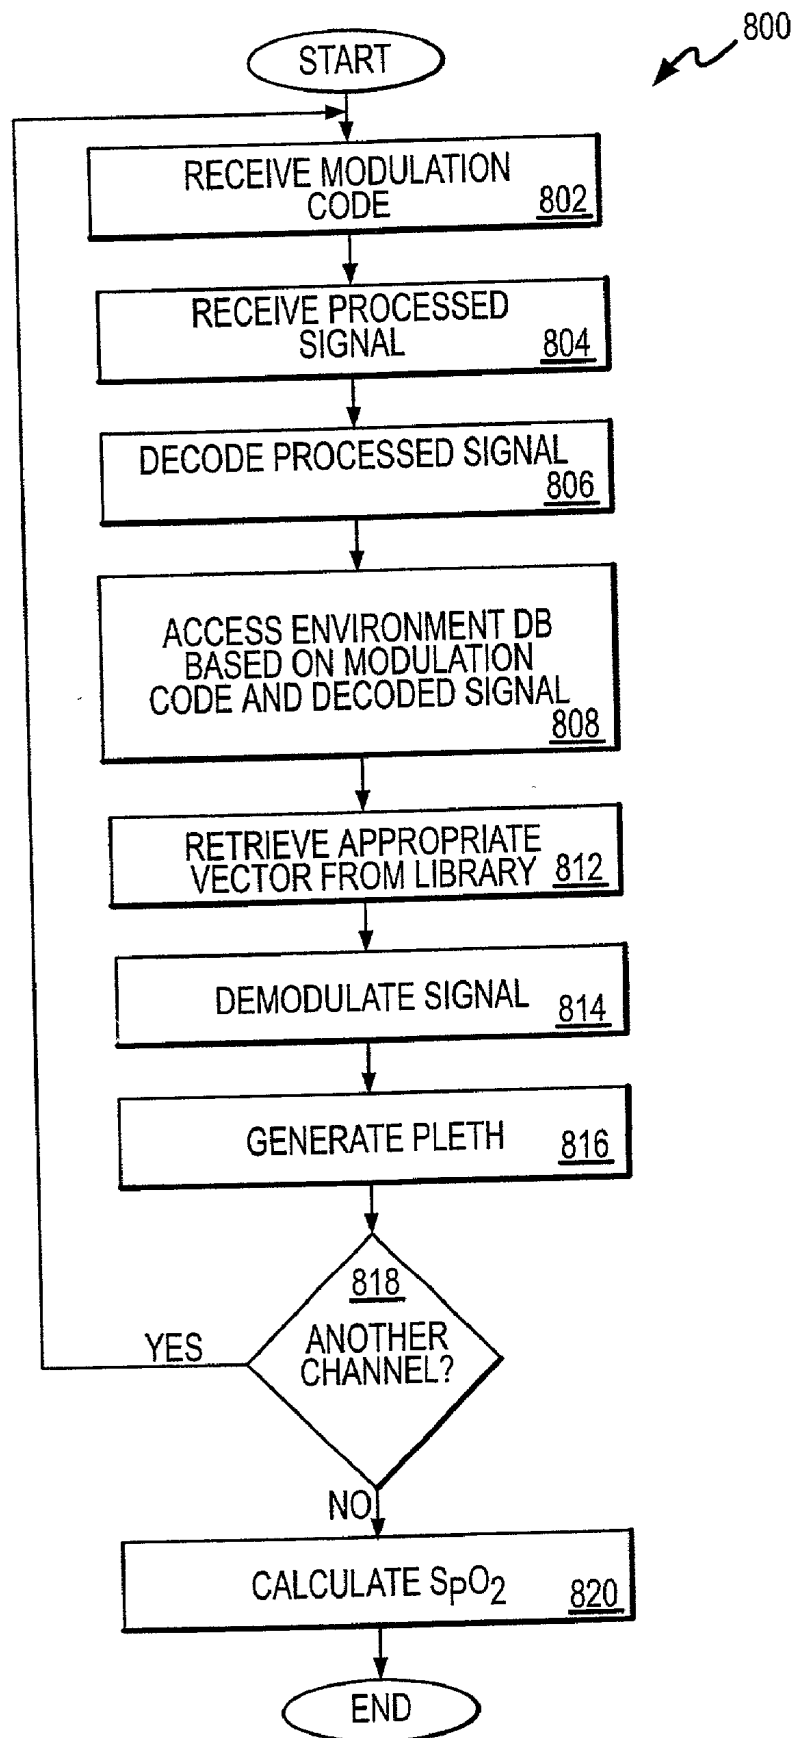 800
START
RECEIVE MODULATION
CODE 802
RECEIVE PROCESSED
SIGNAL 804
DECODE PROCESSED SIGNAL
806
ACCESS ENVIRONMENT DB
BASED ON MODULATION
CODE AND DECODED SIGNAL
808
RETRIEVE APPROPRIATE
VECTOR FROM LIBRARY 812
DEMODULATE SIGNAL 814
GENERATE PLETH 816
818
ANOTHER
CHANNEL?
YES
NO
CALCULATE SPO2 820
END